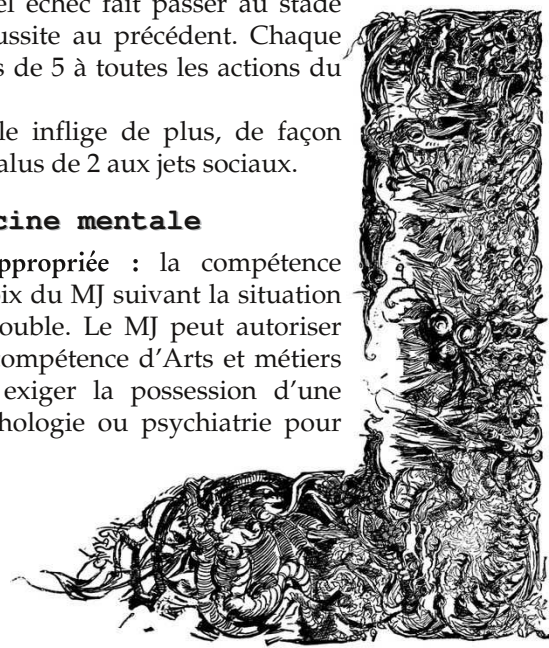 el échec fait passer au stade
ussite au précédent. Chaque
s de 5 à toutes les actions du
le inflige de plus, de façon
alus de 2 aux jets sociaux.
cine mentale
ppropriée : la compétence
oix du MJ suivant la situation
ouble. Le MJ peut autoriser
compétence d'Arts et métiers
exiger la possession d'une
hologie ou psychiatrie pour